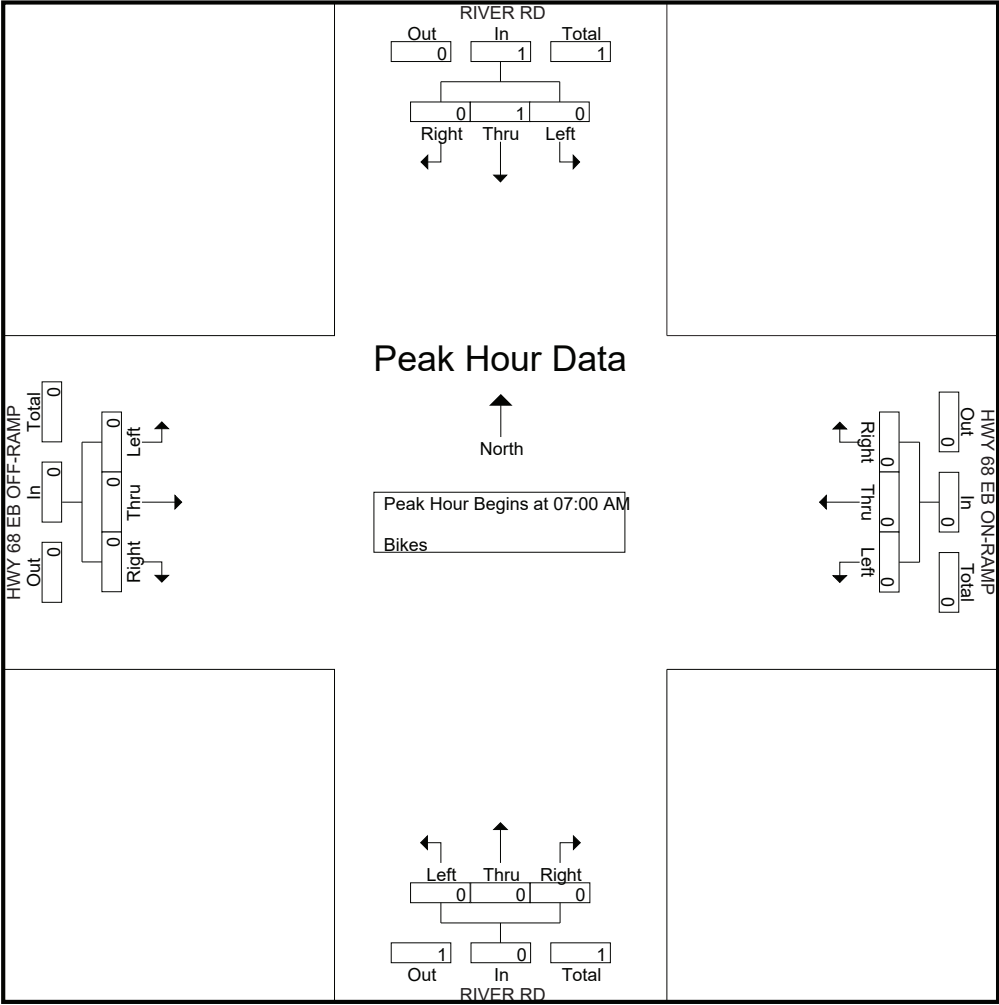 RIVER RD
Out In Total
0 1 1
0 1 0
Right Thru Left
Peak Hour Data
North
Peak Hour Begins at 07:00 AM
Bikes
HWY 68 EB OFF-RAMP
Out In Total
0 0 0
0 0 0
Right Thru Left
HWY 68 EB ON-RAMP
Out In Total
0 0 0
0 0 0
Right Thru Left
Left Thru Right
0 0 0
1 0 1
Out In Total
RIVER RD